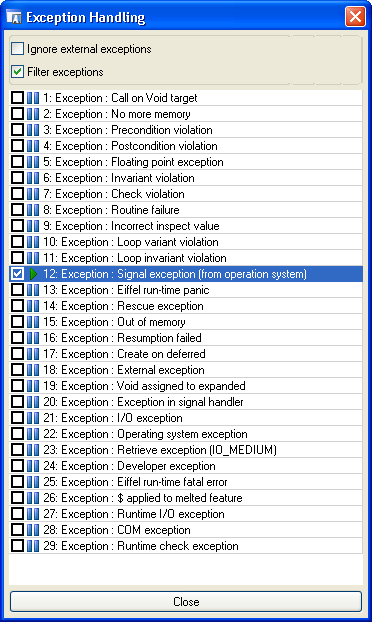 Exception Handling
Ignore external exceptions
Filter exceptions
1: Exception : Call on Void target
2: Exception : No more memory
3: Exception : Precondition violation
4: Exception : Postcondition violation
5: Exception : Floating point exception
6: Exception : Invariant violation
7: Exception : Check violation
8: Exception : Routine failure
9: Exception : Incorrect inspect value
10: Exception : Loop variant violation
11: Exception : Loop invariant violation
12: Exception : Signal exception (from operation system)
13: Exception : Eiffel run-time panic
14: Exception : Rescue exception
15: Exception : Out of memory
16: Exception : Resumption failed
17: Exception : Create on deferred
18: Exception : External exception
19: Exception : Void assigned to expanded
20: Exception : Exception in signal handler
21: Exception : I/O exception
22: Exception : Operating system exception
23: Exception : Retrieve exception (IO_MEDIUM)
24: Exception : Developer exception
25: Exception : Eiffel run-time fatal error
26: Exception : $ applied to melted feature
27: Exception : Runtime I/O exception
28: Exception : COM exception
29: Exception : Runtime check exception
Close